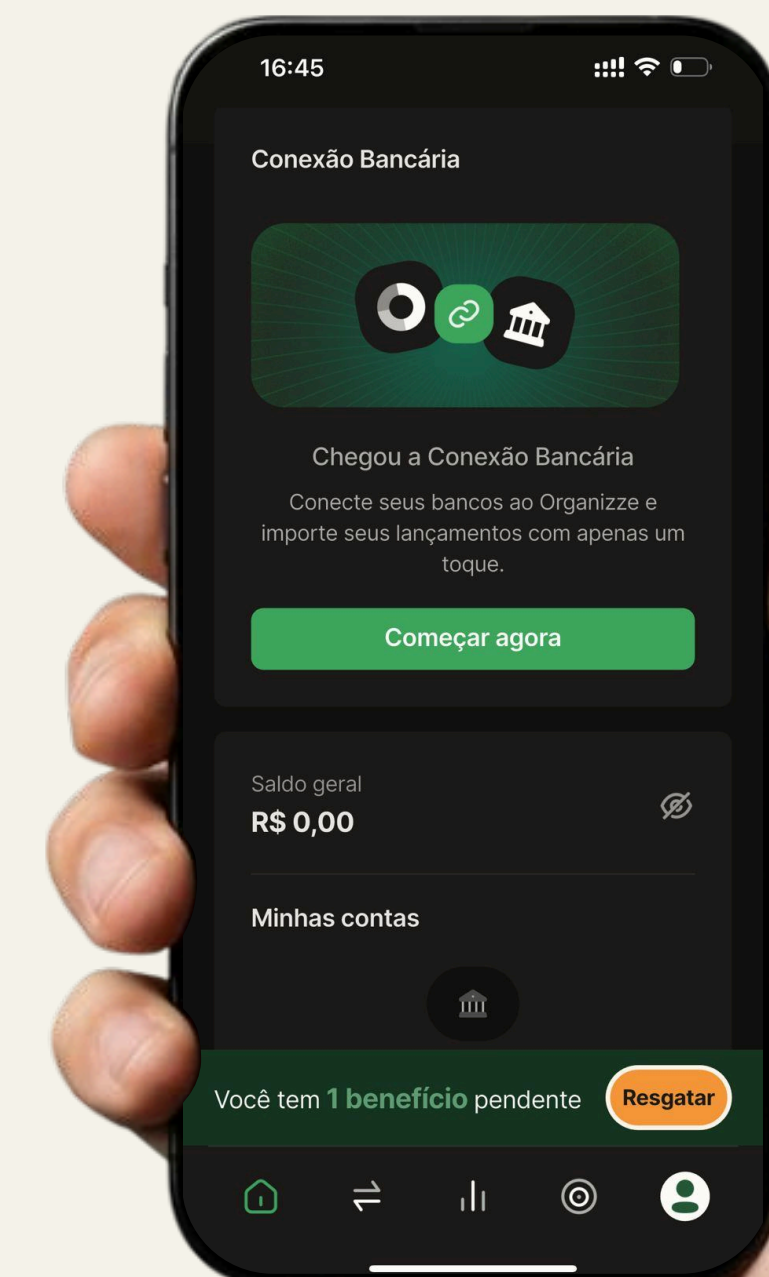 16:45
Conexão Bancária
Chegou a Conexão Bancária
Conecte seus bancos ao Organizze e
importe seus lançamentos com apenas um
toque.
Começar agora
Saldo geral
R$ 0,00
Minhas contas
Você tem 1 benefício pendente
Resgatar